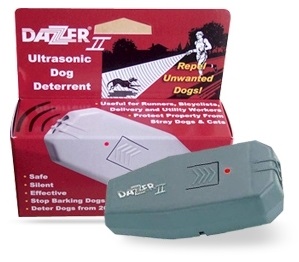 DAZZER II
Ultrasonic
Dog
Deterrent
Repel
Unwanted
Dogs!
• Useful for Runners, Bicyclists,
Delivery and Utility Workers
• Protect Property From
Stray Dogs & Cats
• Safe
• Silent
• Effective
• Stop Barking Dogs
• Deter Dogs from 20
DAZZER II